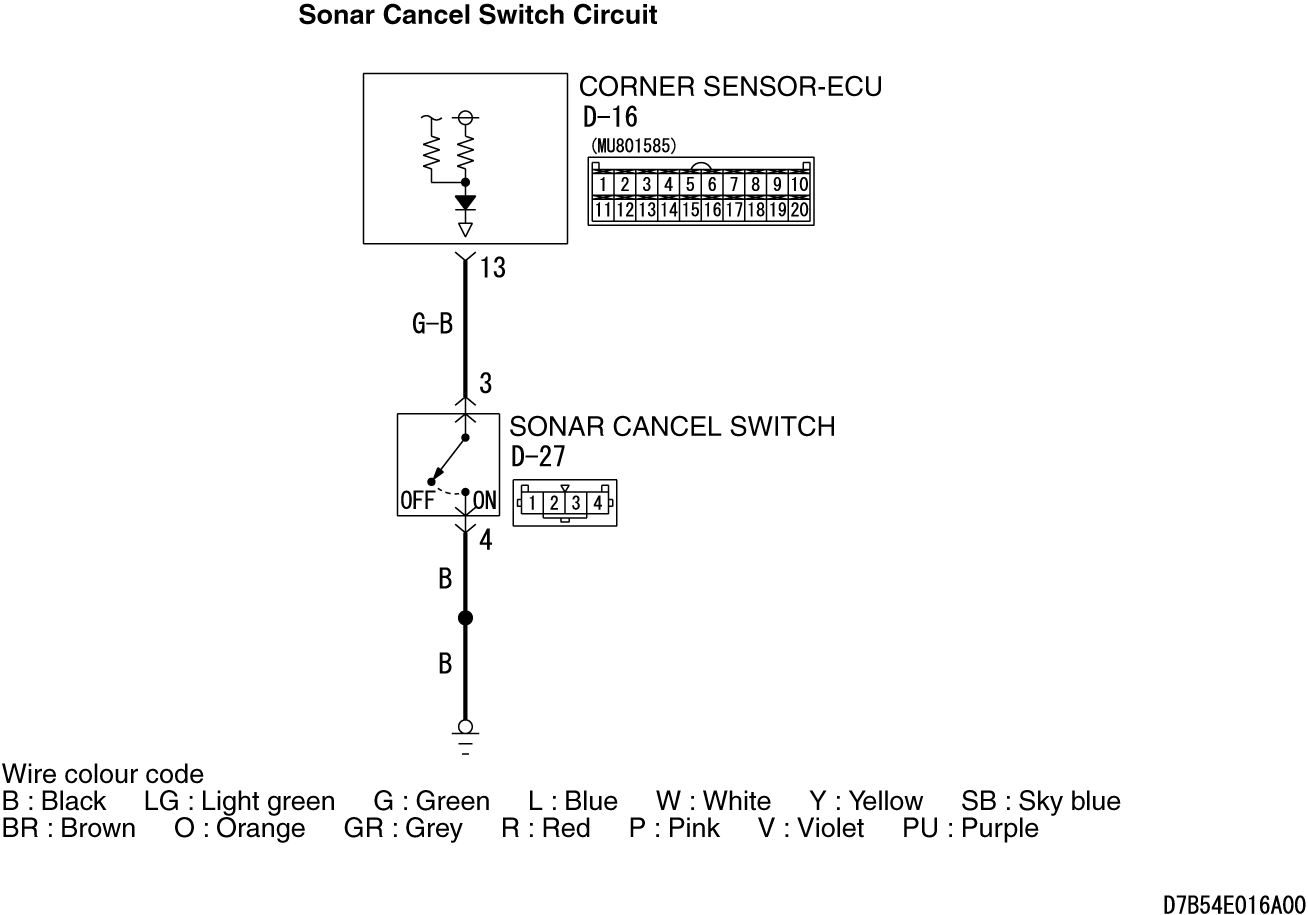 Sonar Cancel Switch Circuit
CORNER SENSOR-ECU
D-16
(MU801585)
1 2 3 4 5 6 7 8 9 10
11 12 13 14 15 16 17 18 19 20
13
G-B
3
SONAR CANCEL SWITCH
D-27
OFF ON
1 2 3 4
4
B
B
Wire colour code
B : Black LG : Light green G : Green L : Blue W : White Y : Yellow SB : Sky blue
BR : Brown O : Orange GR : Grey R : Red P : Pink V : Violet PU : Purple
D7B54E016A00